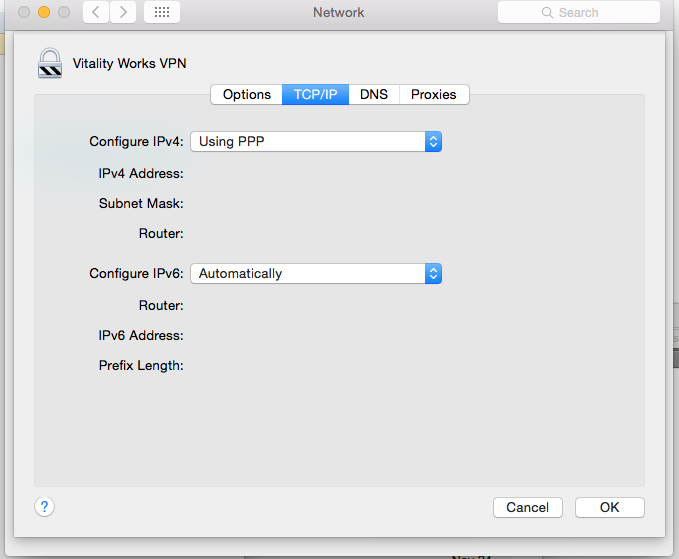 Network
Search
Vitality Works VPN
Options TCP/IP DNS Proxies
Configure IPv4: Using PPP
IPv4 Address:
Subnet Mask:
Router:
Configure IPv6: Automatically
Router:
IPv6 Address:
Prefix Length:
? Cancel OK